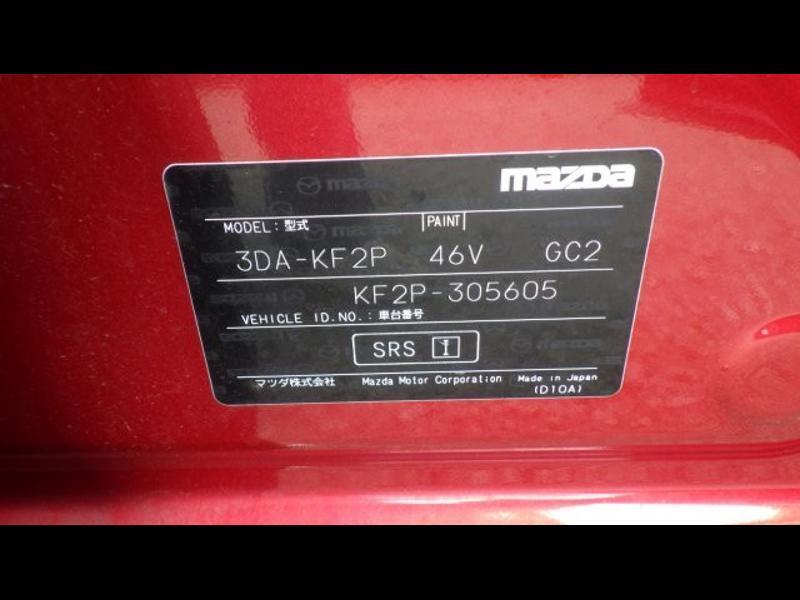 mazda
MODEL : 型式 PAINT
3DA-KF2P 46V GC2
KF2P-305605
VEHICLE ID.NO. : 車台番号
SRS
マツダ株式会社 Mazda Motor Corporation Made in Japan
(D10A)